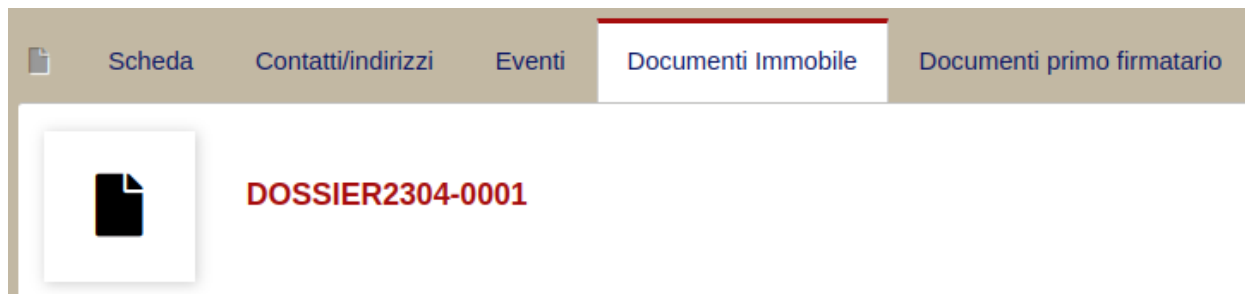 Scheda Contatti/indirizzi Eventi Documenti Immobile Documenti primo firmatario
DOSSIER2304-0001